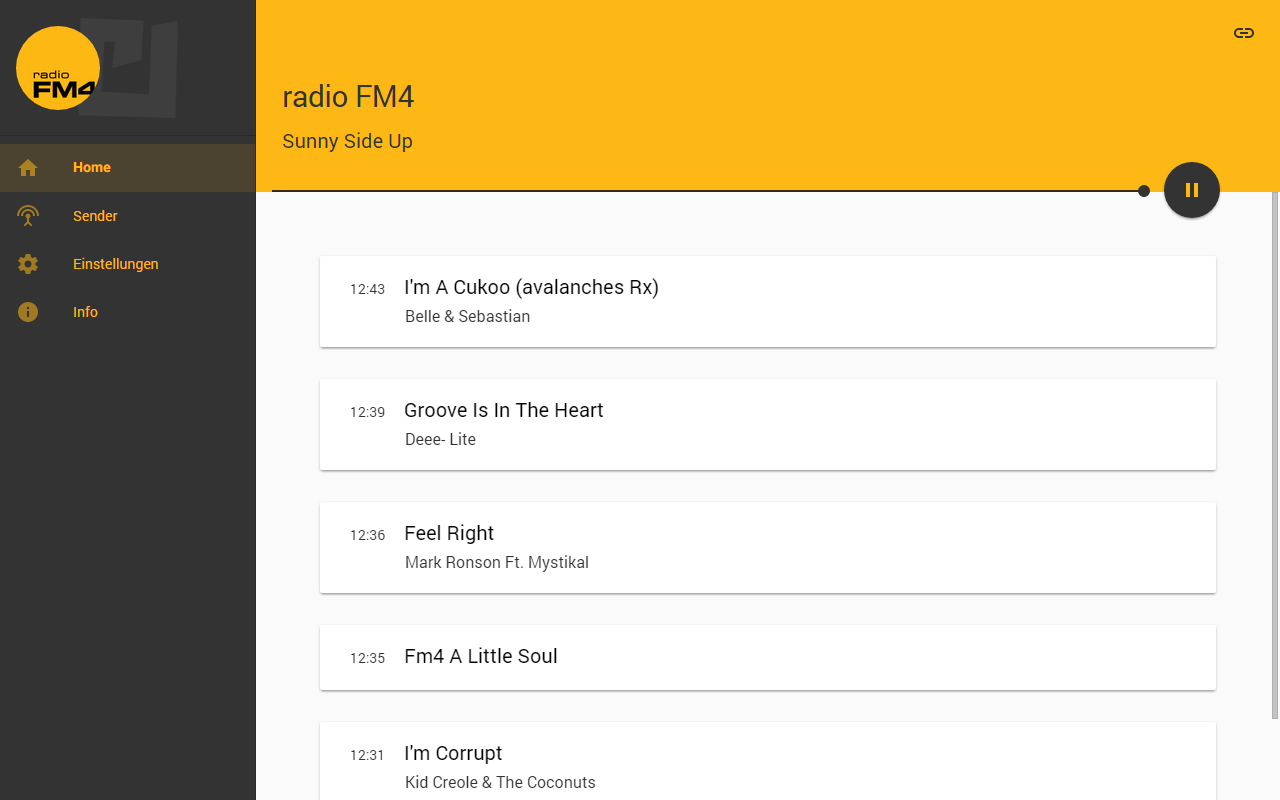 radio
FM4
Home
Sender
Einstellungen
Info
radio FM4
Sunny Side Up
12:43 I'm A Cukoo (avalanches Rx)
Belle & Sebastian
12:39 Groove Is In The Heart
Deee- Lite
12:36 Feel Right
Mark Ronson Ft. Mystikal
12:35 Fm4 A Little Soul
12:31 I'm Corrupt
Kid Creole & The Coconuts